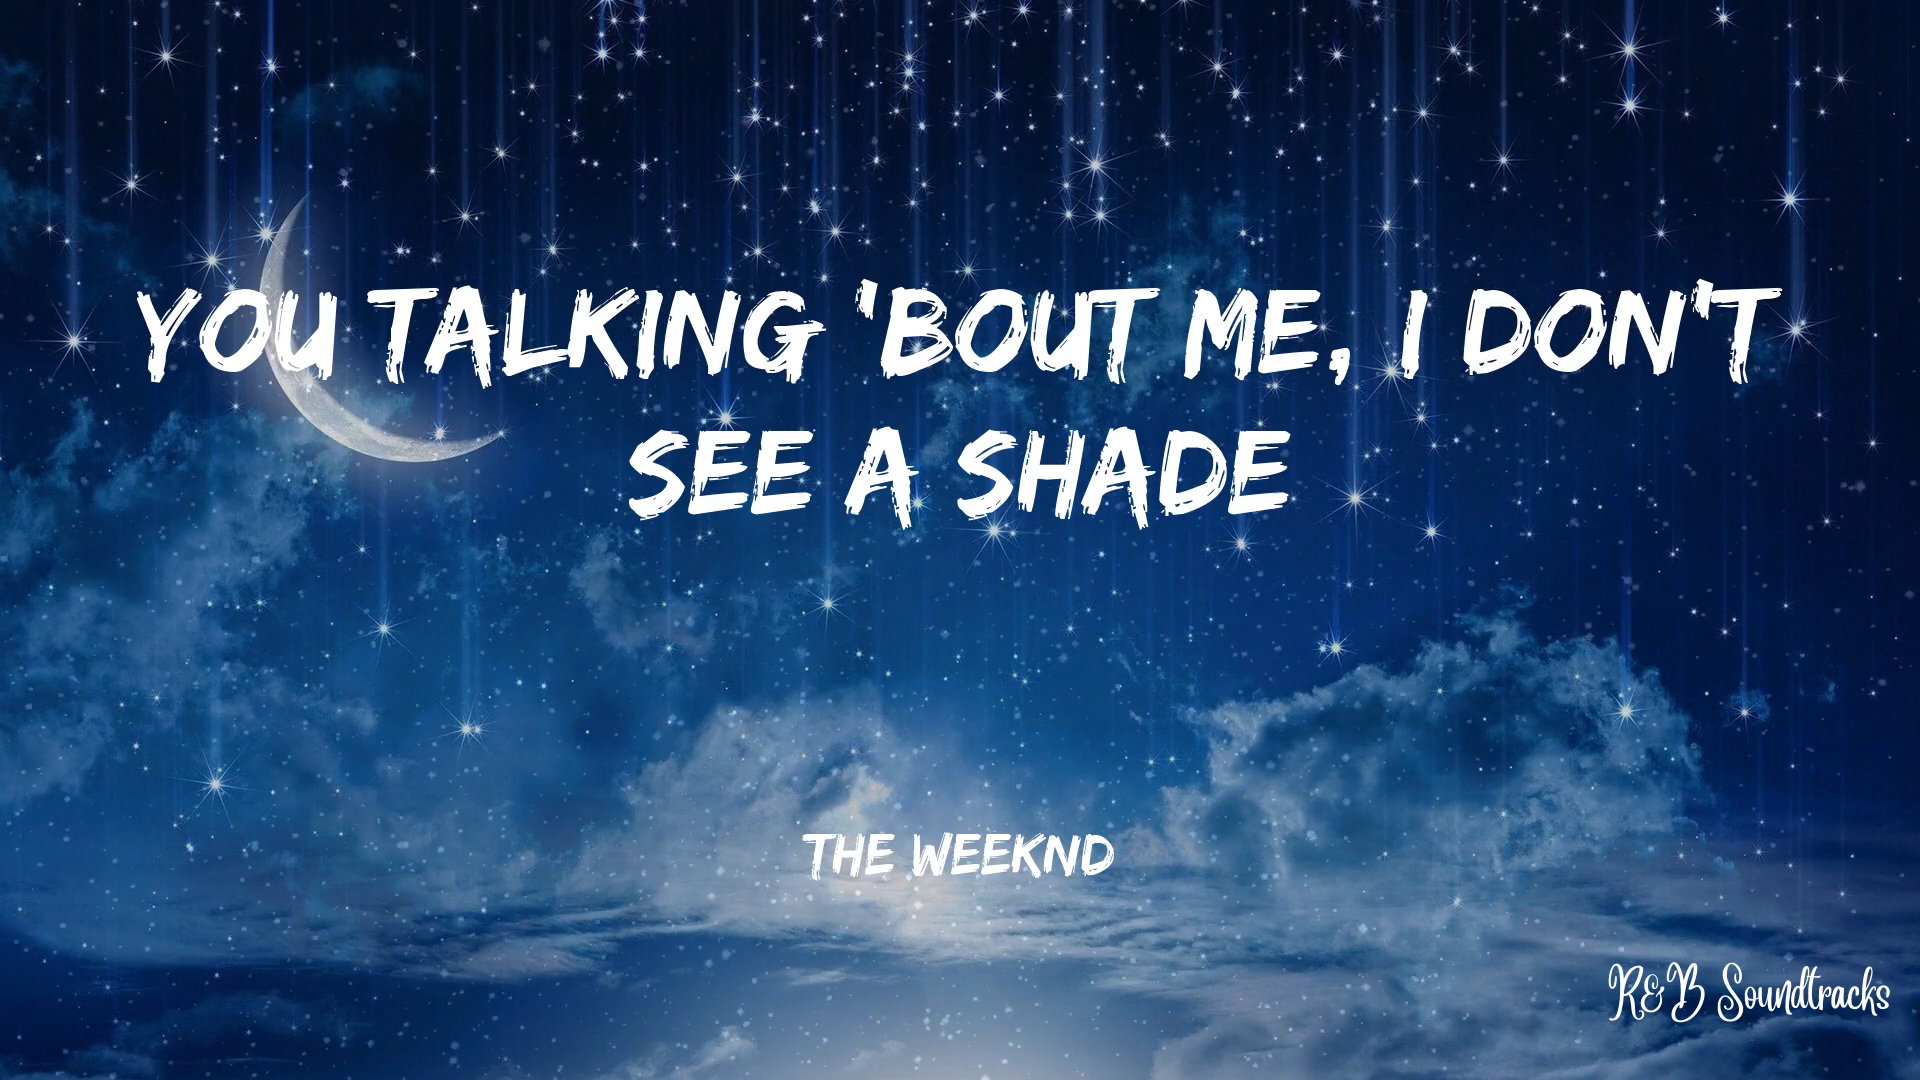 YOU TALKING 'BOUT ME, I DON'T
SEE A SHADE
THE WEEKND
R&B Soundtracks